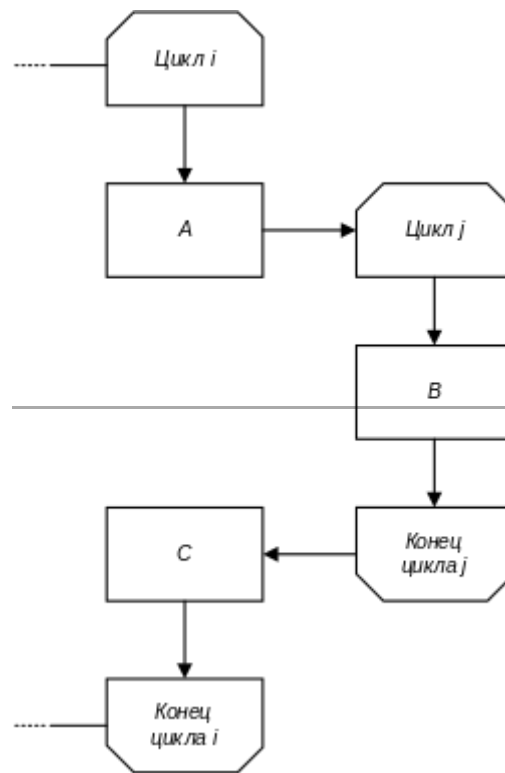 Цикл i
A
Цикл j
B
Конец
цикла j
C
Конец
цикла i